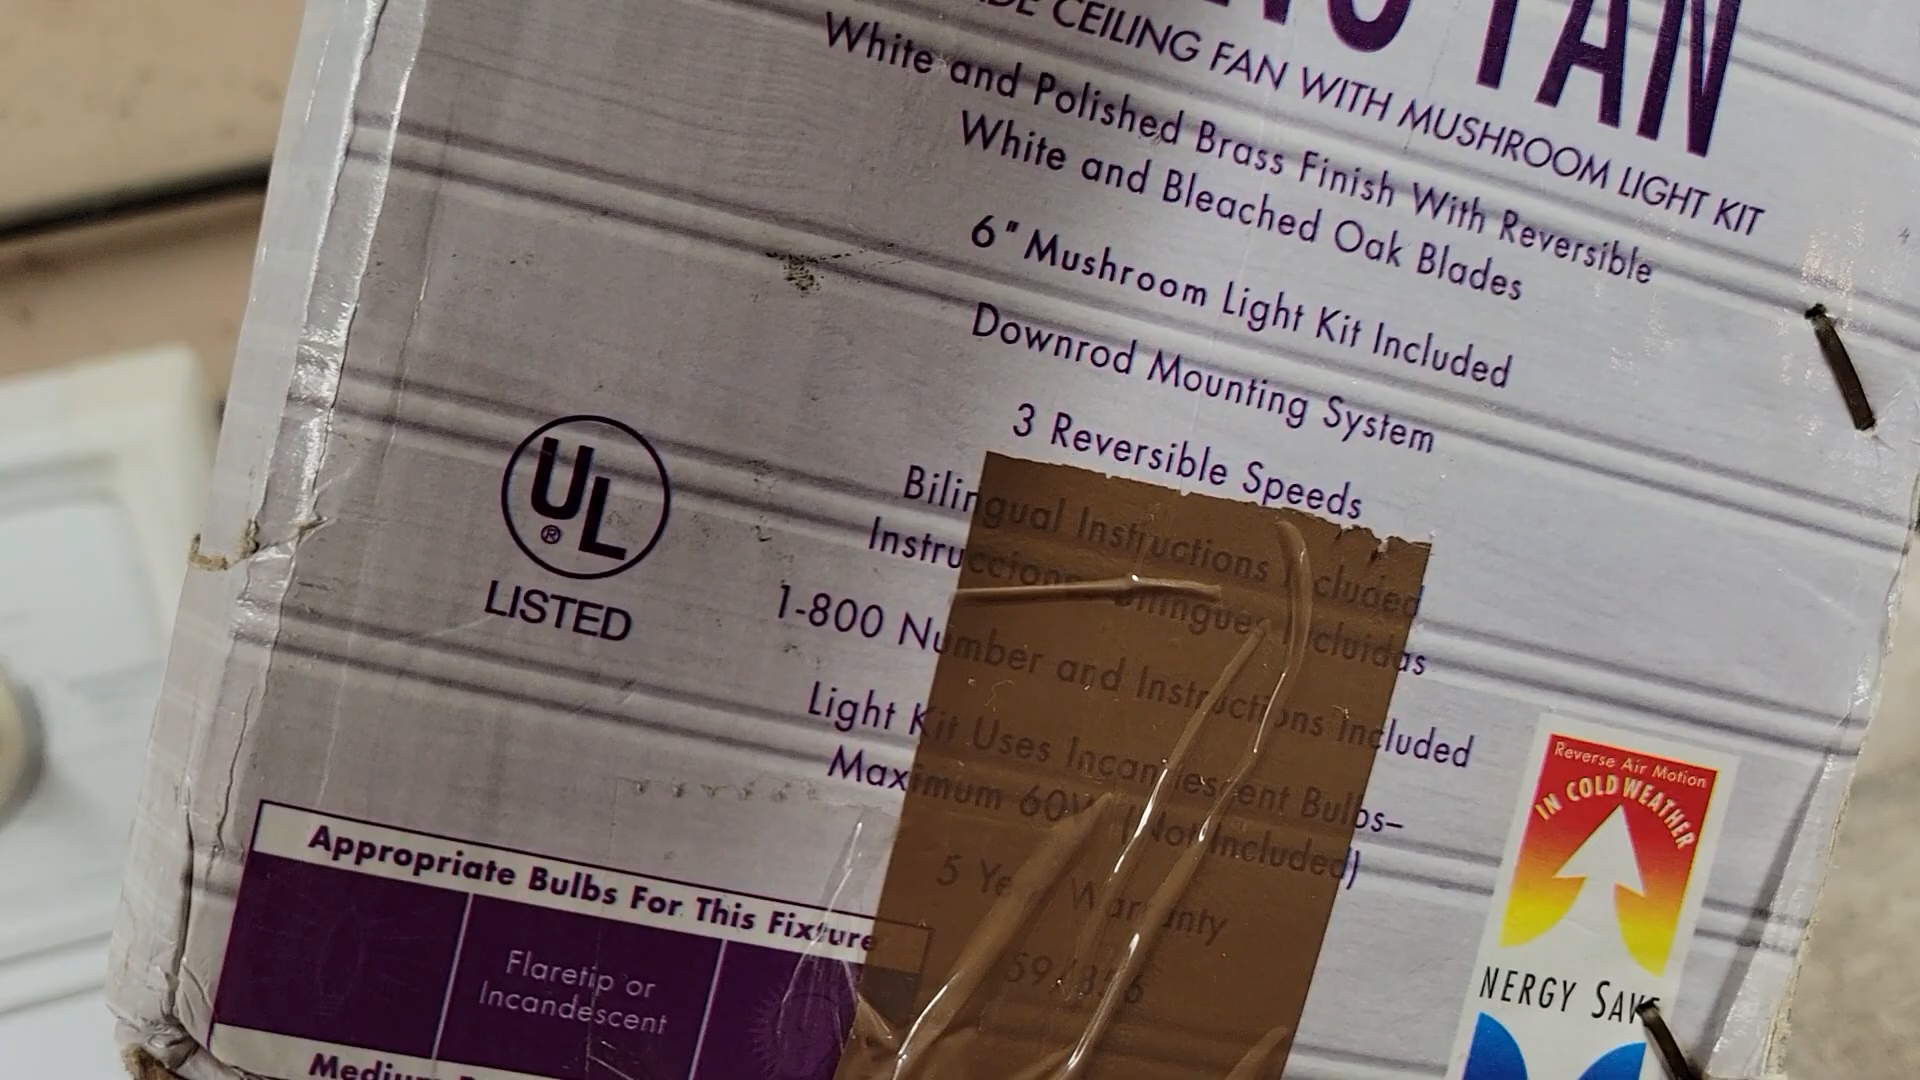 FAN
CEILING FAN WITH MUSHROOM LIGHT KIT
White and Polished Brass Finish With Reversible
White and Bleached Oak Blades
6" Mushroom Light Kit Included
Downrod Mounting System
3 Reversible Speeds
Bilingual Instructions Included
Instrucciones Bilingues Incluidas
1-800 Number and Instructions Included
Light Kit Uses Incandescent Bulbs–
Maximum 60W (Not Included)
5 Year Warranty
UL
®
LISTED
Appropriate Bulbs For This Fixture
Flaretip or
Incandescent
Reverse Air Motion
IN COLD WEATHER
NERGY SAVE